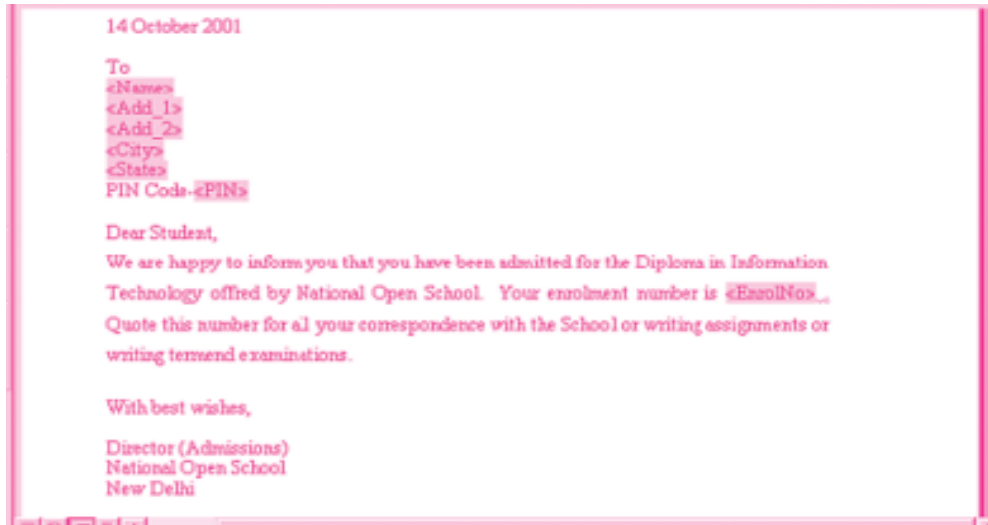 14 October 2001
To
<Name>
<Add_1>
<Add_2>
<City>
<State>
PIN Code-<PIN>
Dear Student,
We are happy to inform you that you have been admitted for the Diploma in Information
Technology offred by National Open School. Your enrolment number is <EnrolNo>.
Quote this number for all your correspondence with the School or writing assignments or
writing termend examinations.
With best wishes,
Director (Admissions)
National Open School
New Delhi